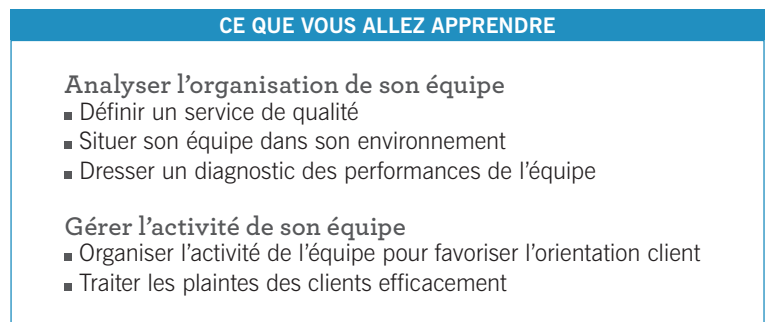 CE QUE VOUS ALLEZ APPRENDRE
Analyser l’organisation de son équipe
■ Définir un service de qualité
■ Situer son équipe dans son environnement
■ Dresser un diagnostic des performances de l’équipe
Gérer l’activité de son équipe
■ Organiser l’activité de l’équipe pour favoriser l’orientation client
■ Traiter les plaintes des clients efficacement